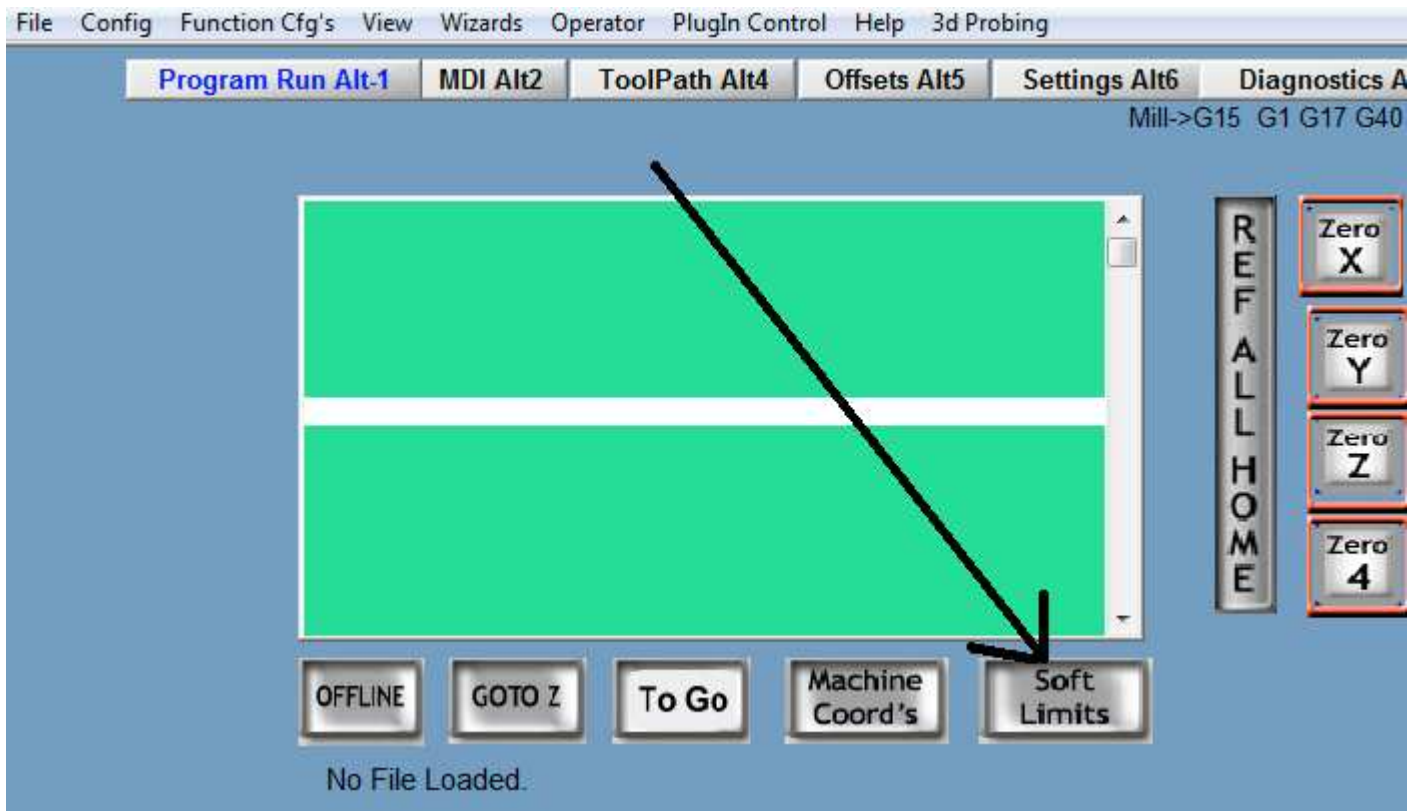 File Config Function Cfg's View Wizards Operator PlugIn Control Help 3d Probing
Program Run Alt-1 MDI Alt2 ToolPath Alt4 Offsets Alt5 Settings Alt6 Diagnostics A
Mill->G15 G1 G17 G40
REF ALL HOME
Zero
X
Zero
Y
Zero
Z
Zero
4
OFFLINE GOTO Z To Go Machine Coord's Soft Limits
No File Loaded.